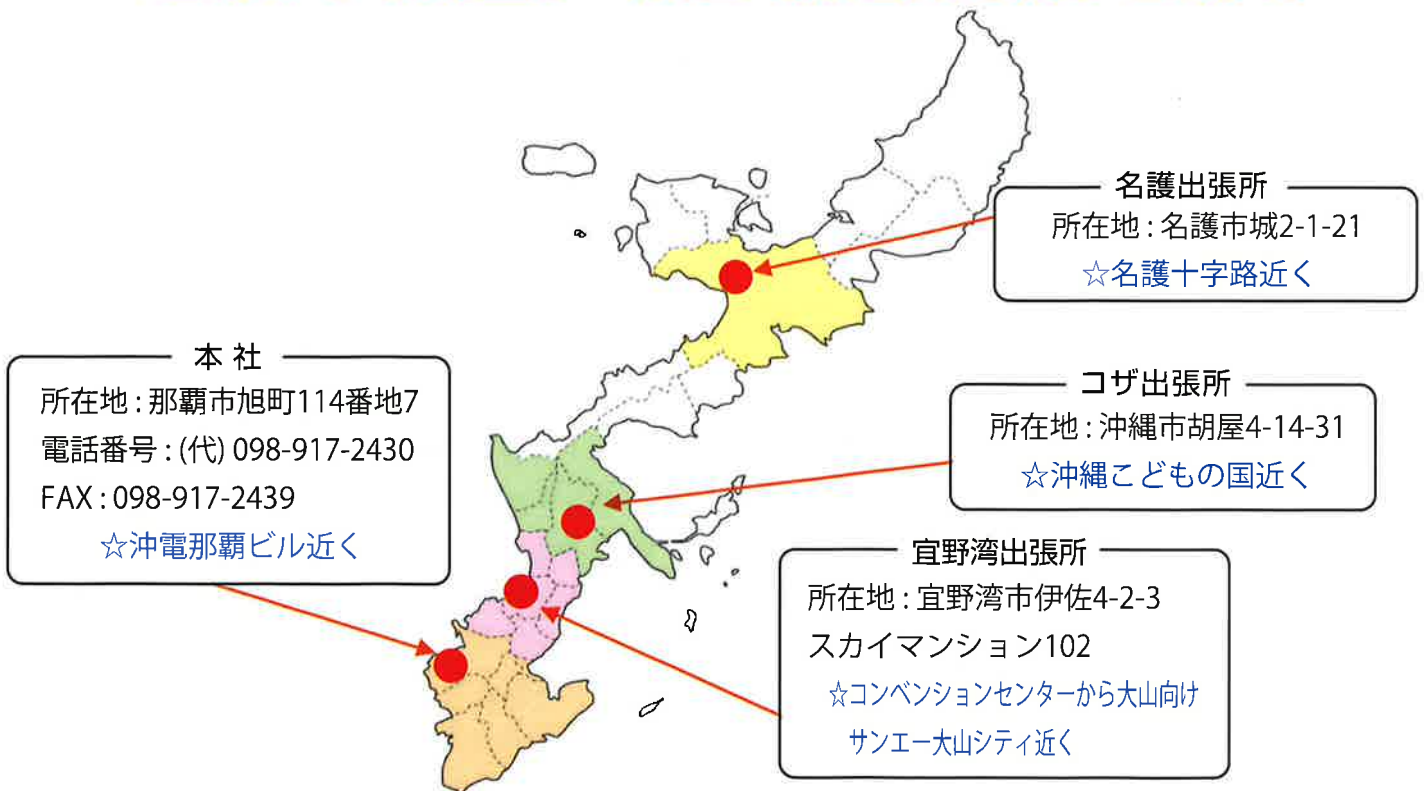 名護出張所
所在地：名護市城2-1-21
☆名護十字路近く
本 社
所在地：那覇市旭町114番地7
電話番号：(代) 098-917-2430
FAX：098-917-2439
☆沖電那覇ビル近く
コザ出張所
所在地：沖縄市胡屋4-14-31
☆沖縄こどもの国近く
宜野湾出張所
所在地：宜野湾市伊佐4-2-3
スカイマンション102
☆コンベンションセンターから大山向け
サンエー大山シティ近く